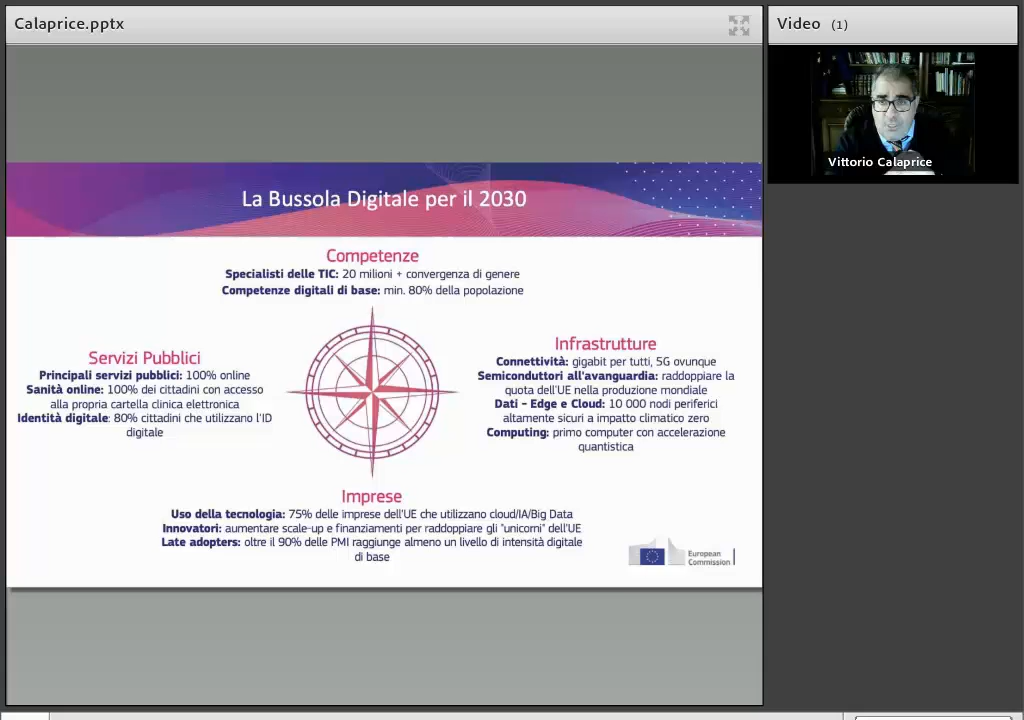 Calaprice.pptx
Video (1)
Vittorio Calaprice
La Bussola Digitale per il 2030
Competenze
Specialisti delle TIC: 20 milioni + convergenza di genere
Competenze digitali di base: min. 80% della popolazione
Servizi Pubblici
Principali servizi pubblici: 100% online
Sanità online: 100% dei cittadini con accesso
alla propria cartella clinica elettronica
Identità digitale: 80% cittadini che utilizzano l'ID
digitale
Infrastrutture
Connettività: gigabit per tutti, 5G ovunque
Semiconduttori all'avanguardia: raddoppiare la
quota dell'UE nella produzione mondiale
Dati – Edge e Cloud: 10 000 nodi periferici
altamente sicuri a impatto climatico zero
Computing: primo computer con accelerazione
quantistica
Imprese
Uso della tecnologia: 75% delle imprese dell'UE che utilizzano cloud/IA/Big Data
Innovatori: aumentare scale-up e finanziamenti per raddoppiare gli "unicorni" dell'UE
Late adopters: oltre il 90% delle PMI raggiunge almeno un livello di intensità digitale
di base
European
Commission